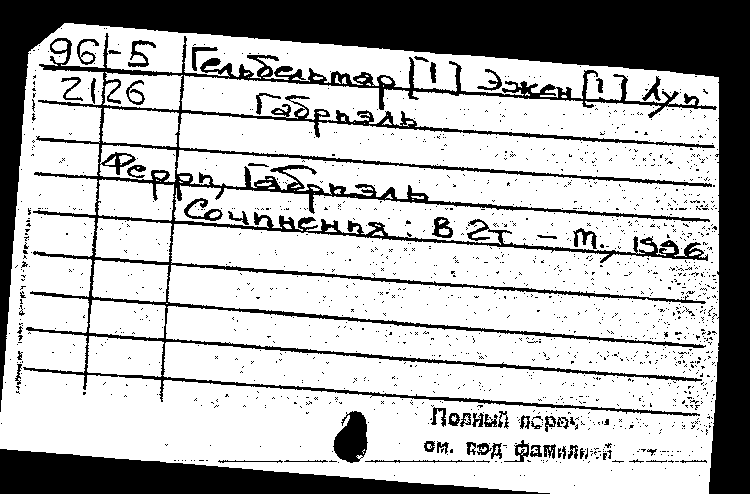 96-5 Гельбельтар [1] Эжен [1] Луи
2126 Габриэль
Ферри, Габриэль
Сочинения: В 2т. – М., 1996
Полный
см. под фамилией